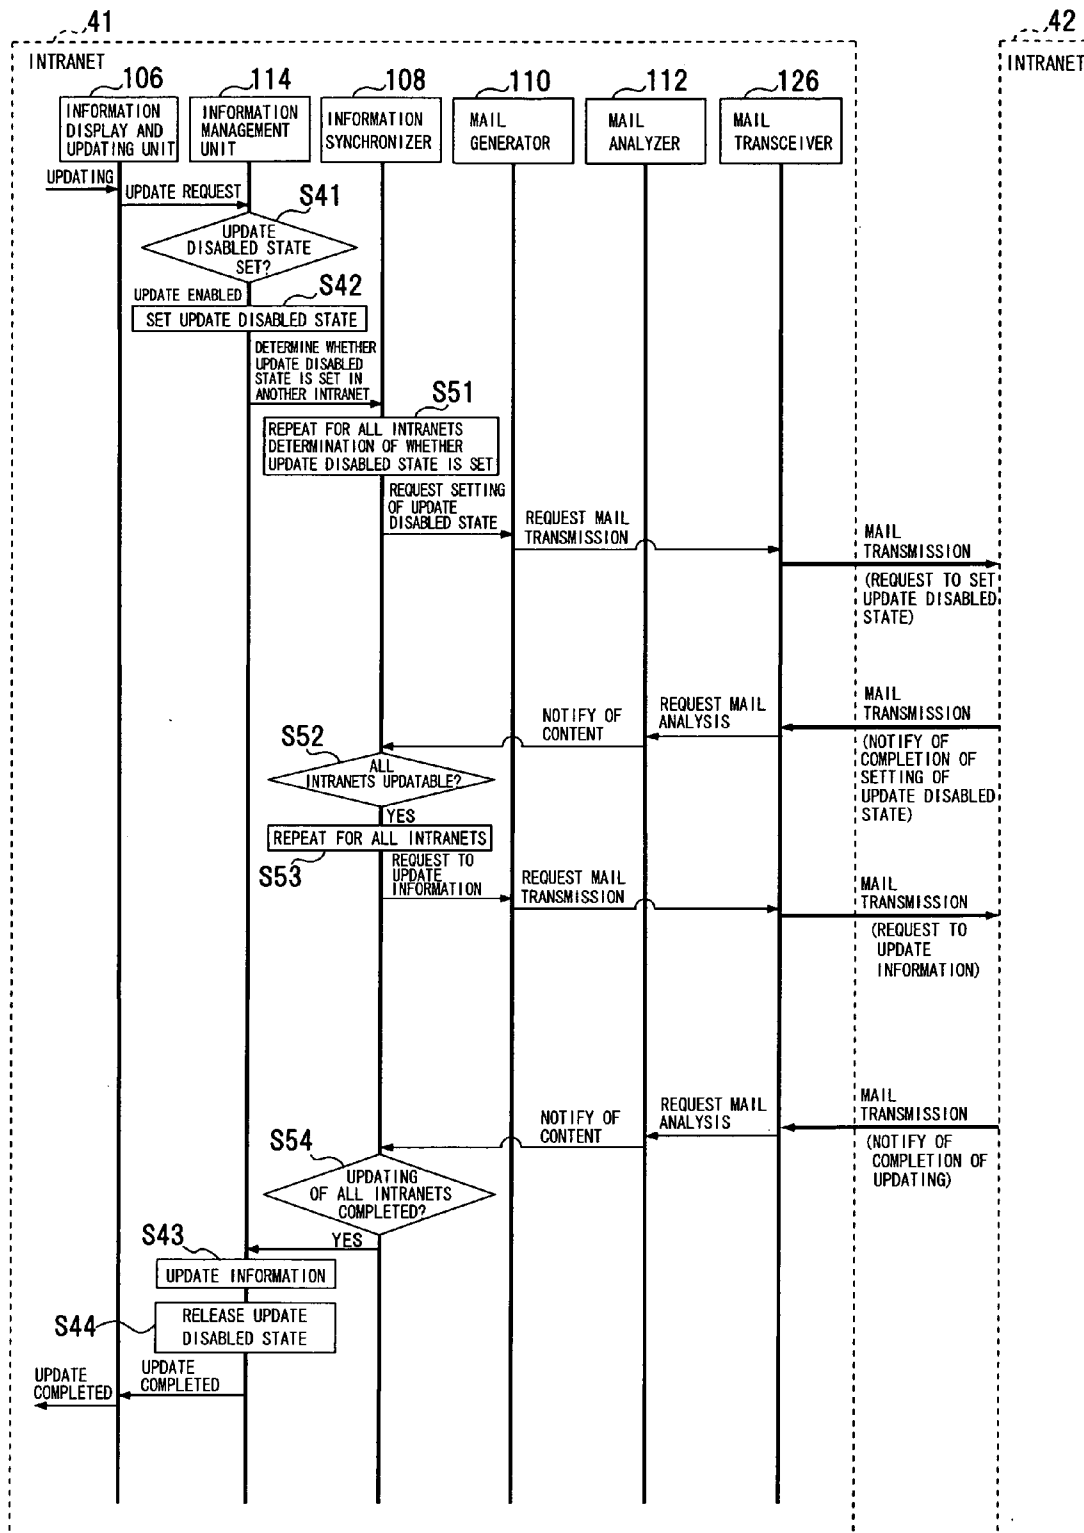 41
42
INTRANET
INTRANET
106
114
108
110
112
126
INFORMATION
DISPLAY AND
UPDATING UNIT
INFORMATION
MANAGEMENT
UNIT
INFORMATION
SYNCHRONIZER
MAIL
GENERATOR
MAIL
ANALYZER
MAIL
TRANSCEIVER
UPDATING
UPDATE REQUEST
S41
UPDATE
DISABLED STATE
SET?
UPDATE ENABLED
S42
SET UPDATE DISABLED STATE
DETERMINE WHETHER
UPDATE DISABLED
STATE IS SET IN
ANOTHER INTRANET
S51
REPEAT FOR ALL INTRANETS
DETERMINATION OF WHETHER
UPDATE DISABLED STATE IS SET
REQUEST SETTING
OF UPDATE
DISABLED STATE
REQUEST MAIL
TRANSMISSION
MAIL
TRANSMISSION
(REQUEST TO SET
UPDATE DISABLED
STATE)
MAIL
TRANSMISSION
(NOTIFY OF
COMPLETION OF
SETTING OF
UPDATE DISABLED
STATE)
REQUEST MAIL
ANALYSIS
NOTIFY OF
CONTENT
S52
ALL
INTRANETS UPDATABLE?
YES
REPEAT FOR ALL INTRANETS
S53
REQUEST TO
UPDATE
INFORMATION
REQUEST MAIL
TRANSMISSION
MAIL
TRANSMISSION
(REQUEST TO
UPDATE
INFORMATION)
MAIL
TRANSMISSION
(NOTIFY OF
COMPLETION OF
UPDATING)
REQUEST MAIL
ANALYSIS
NOTIFY OF
CONTENT
S54
UPDATING
OF ALL INTRANETS
COMPLETED?
YES
S43
UPDATE INFORMATION
S44
RELEASE UPDATE
DISABLED STATE
UPDATE
COMPLETED
UPDATE
COMPLETED